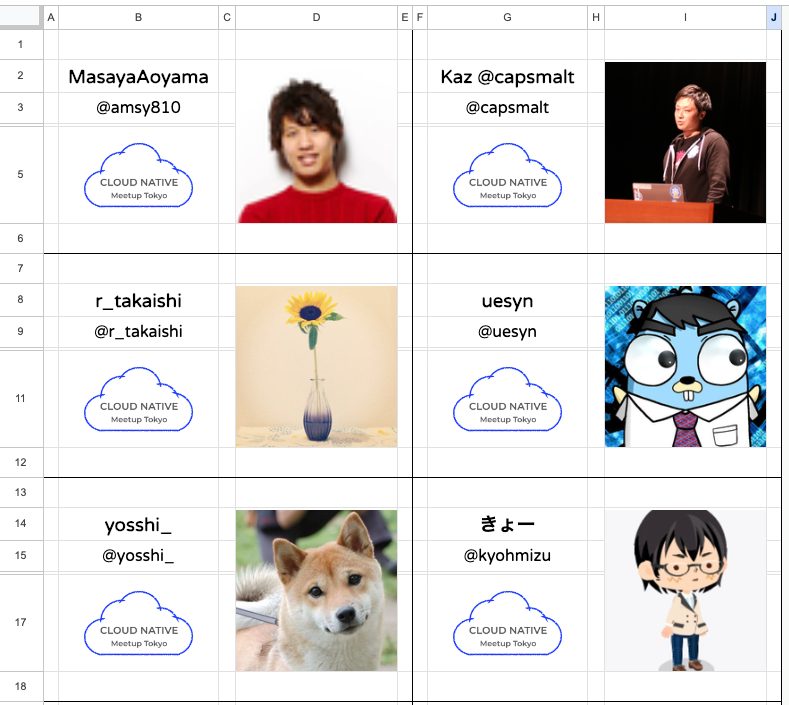 A B C D E F G H I J
1
2 MasayaAoyama Kaz @capsmalt
3 @amsy810 @capsmalt
5 CLOUD NATIVE CLOUD NATIVE
Meetup Tokyo Meetup Tokyo
6
7
8 r_takaishi uesyn
9 @r_takaishi @uesyn
11 CLOUD NATIVE CLOUD NATIVE
Meetup Tokyo Meetup Tokyo
12
13
14 yosshi_ きょー
15 @yosshi_ @kyohmizu
17 CLOUD NATIVE CLOUD NATIVE
Meetup Tokyo Meetup Tokyo
18